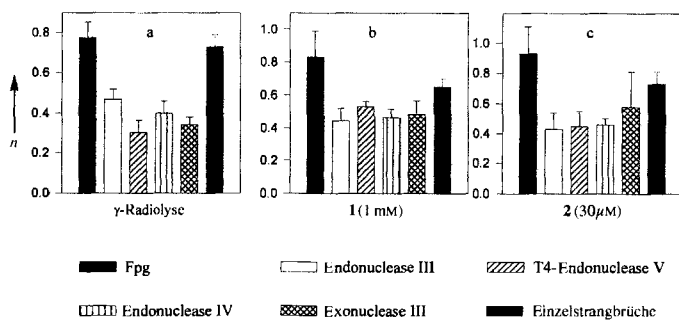 a
b
c
0.8
0.6
0.4
0.2
0.0
1.0
0.8
0.6
0.4
0.2
0.0
1.0
0.8
0.6
0.4
0.2
0.0
n
γ-Radiolyse
1 (1 mM)
2 (30µM)
Fpg
Endonuclease III
T4-Endonuclease V
Endonuclease IV
Exonuclease III
Einzelstrangbrüche